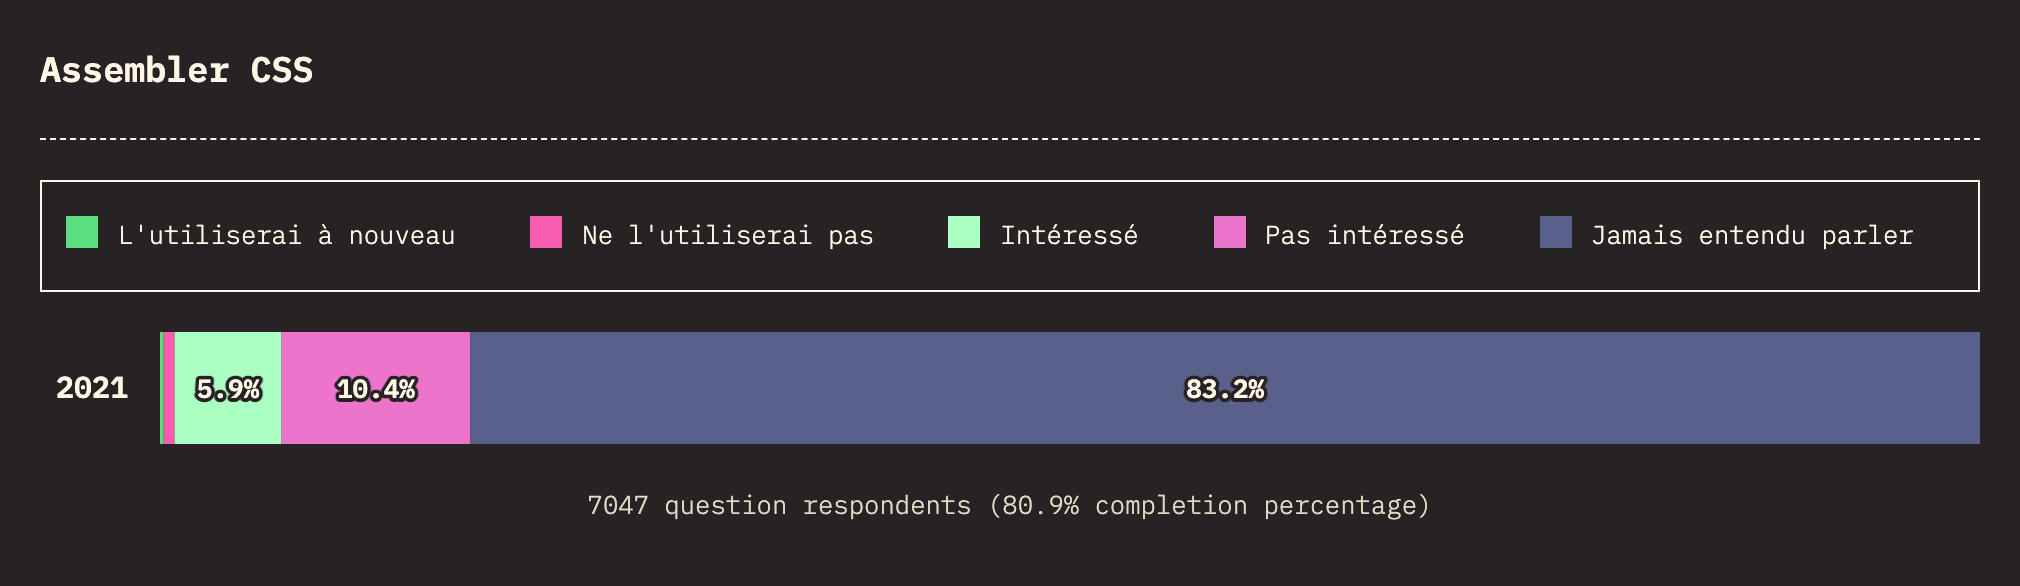 Assembler CSS
L'utiliserai à nouveau
Ne l'utiliserai pas
Intéressé
Pas intéressé
Jamais entendu parler
2021
5.9%
10.4%
83.2%
7047 question respondents (80.9% completion percentage)